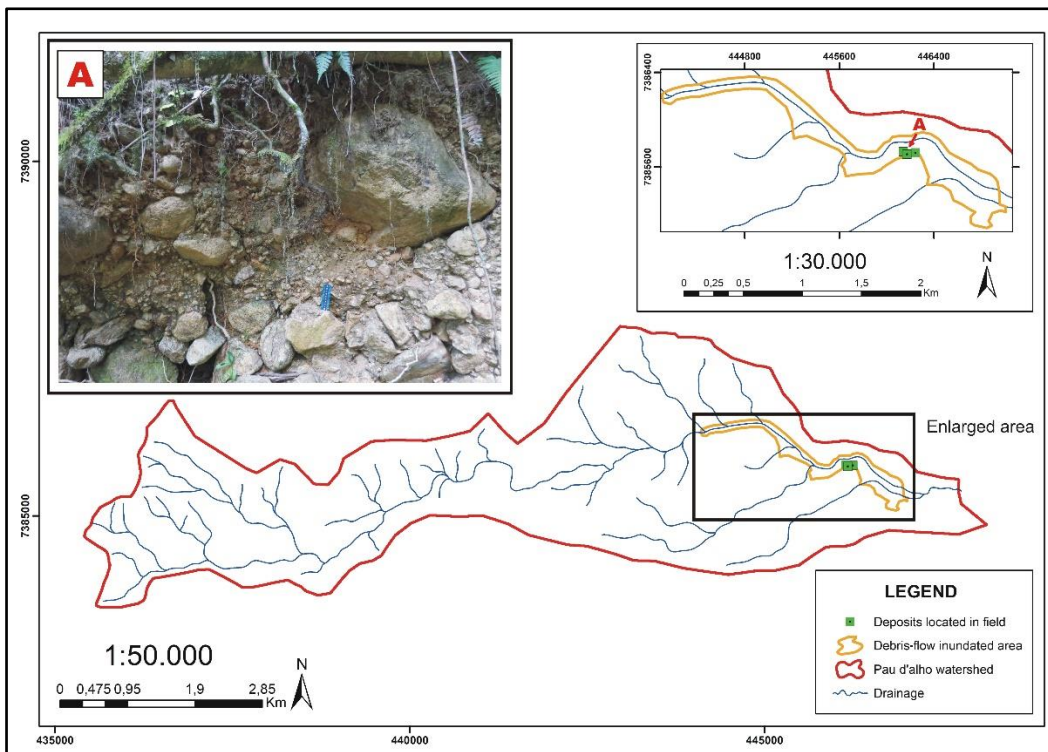 A
444800 445600 446400
7386400
7385600
A
1:30.000
N
0 0,25 0,5 1 1,5 2
Km
7390000
7385000
Enlarged area
1:50.000
N
0 0,475 0,95 1,9 2,85
Km
LEGEND
Deposits located in field
Debris-flow inundated area
Pau d'alho watershed
Drainage
435000 440000 445000